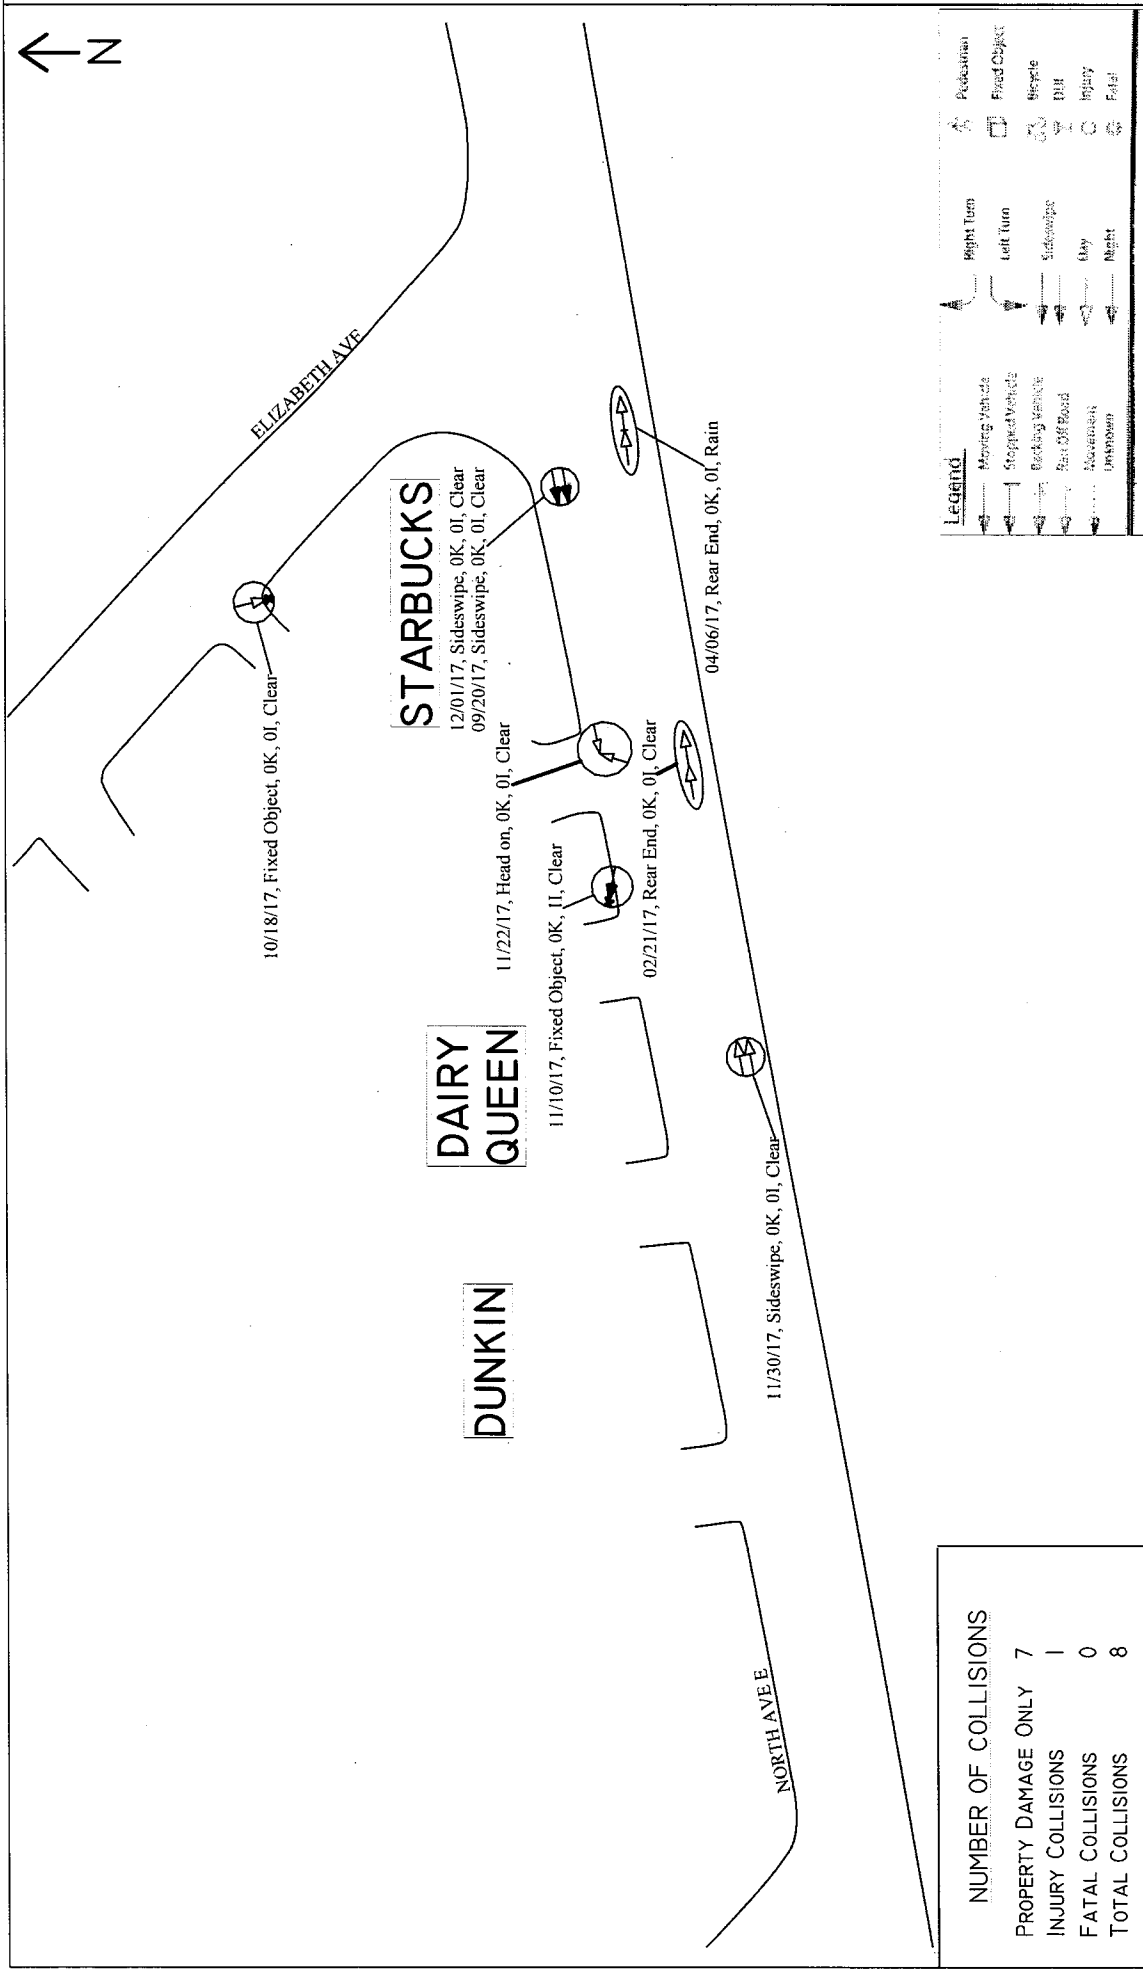 N
ELIZABETH AVE
10/18/17, Fixed Object, 0K, 0I, Clear
STARBUCKS
12/01/17, Sideswipe, 0K, 0I, Clear
09/20/17, Sideswipe, 0K, 0I, Clear
11/22/17, Head on, 0K, 0I, Clear
04/06/17, Rear End, 0K, 0I, Rain
DAIRY
QUEEN
11/10/17, Fixed Object, 0K, 1I, Clear
02/21/17, Rear End, 0K, 0I, Clear
DUNKIN
11/30/17, Sideswipe, 0K, 0I, Clear
NORTH AVE E
NUMBER OF COLLISIONS
PROPERTY DAMAGE ONLY 7
INJURY COLLISIONS 1
FATAL COLLISIONS 0
TOTAL COLLISIONS 8
Legend
Moving Vehicle
Stopped Vehicle
Backing Vehicle
Ran Off Road
Movement
Unknown
Right Turn
Left Turn
Sideswipe
Day
Night
Pedestrian
Fixed Object
Bicycle
DUI
Injury
Fatal